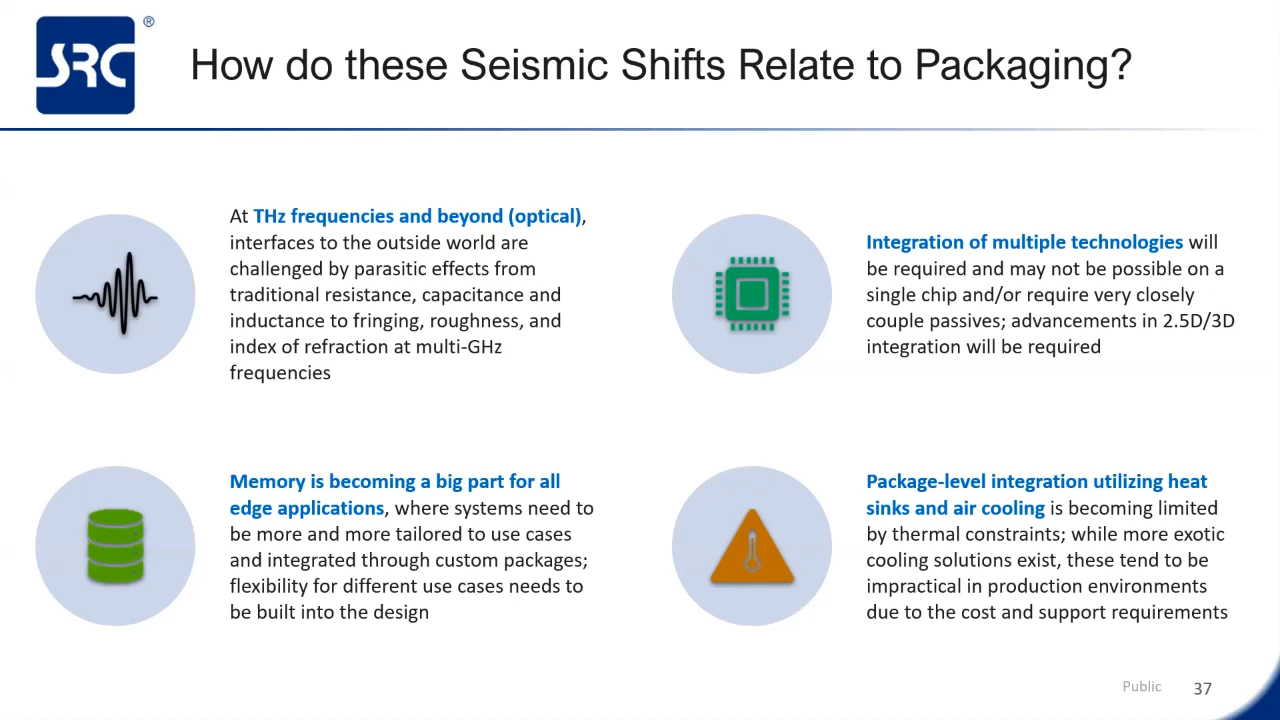 SRC
®
How do these Seismic Shifts Relate to Packaging?
At THz frequencies and beyond (optical),
interfaces to the outside world are
challenged by parasitic effects from
traditional resistance, capacitance and
inductance to fringing, roughness, and
index of refraction at multi-GHz
frequencies
Integration of multiple technologies will
be required and may not be possible on a
single chip and/or require very closely
couple passives; advancements in 2.5D/3D
integration will be required
Memory is becoming a big part for all
edge applications, where systems need to
be more and more tailored to use cases
and integrated through custom packages;
flexibility for different use cases needs to
be built into the design
Package-level integration utilizing heat
sinks and air cooling is becoming limited
by thermal constraints; while more exotic
cooling solutions exist, these tend to be
impractical in production environments
due to the cost and support requirements
Public
37